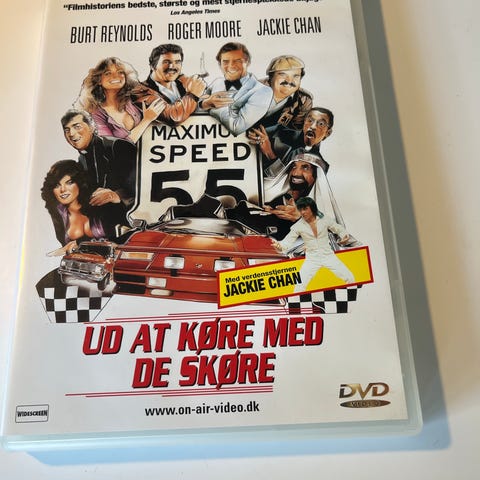 "Filmhistoriens bedste, største og mest
Los Angeles Times
BURT REYNOLDS ROGER MOORE JACKIE CHAN
MAXIMU
SPEED
55
Med verdensstjernen
JACKIE CHAN
UD AT KØRE MED
DE SKØRE
WIDESCREEN
www.on-air-video.dk
DVD
VIDEO